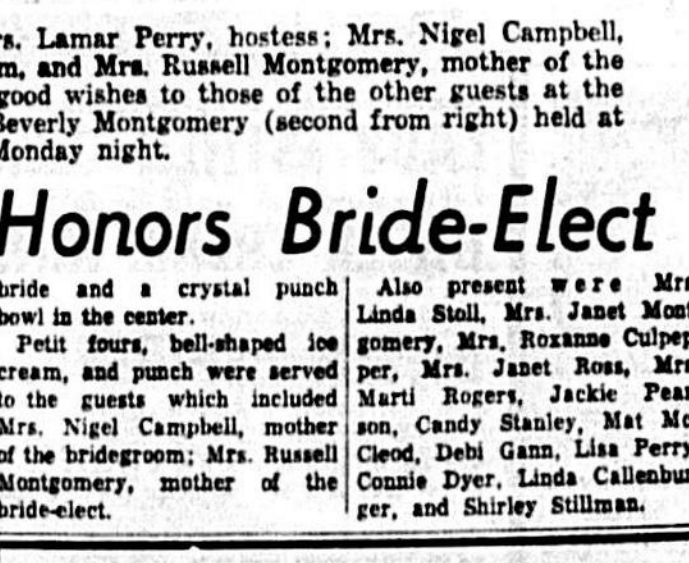 rs. Lamar Perry, hostess; Mrs. Nigel Campbell,
m, and Mrs. Russell Montgomery, mother of the
good wishes to those of the other guests at the
Beverly Montgomery (second from right) held at
Monday night.
Honors Bride-Elect
bride and a crystal punch
bowl in the center.
Petit fours, bell-shaped ice
cream, and punch were served
to the guests which included
Mrs. Nigel Campbell, mother
of the bridegroom; Mrs. Russell
Montgomery, mother of the
bride-elect.
Also present were Mrs
Linda Stoll, Mrs. Janet Mont
gomery, Mrs. Roxanne Culpep
per, Mrs. Janet Ross, Mrs
Marti Rogers, Jackie Pear
son, Candy Stanley, Mat Mc
Cleod, Debi Gann, Lisa Perry
Connie Dyer, Linda Callenbur
ger, and Shirley Stillman.